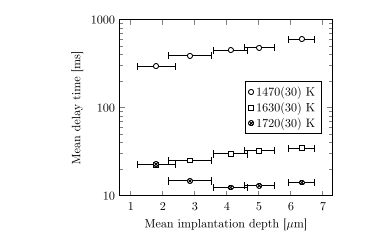 1000
100
10
Mean delay time [ms]
1470(30) K
1630(30) K
1720(30) K
1 2 3 4 5 6 7
Mean implantation depth [μm]